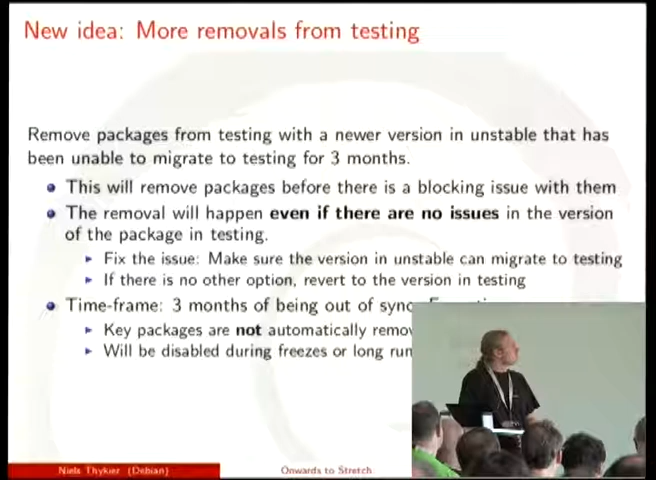 New idea: More removals from testing
Remove packages from testing with a newer version in unstable that has
been unable to migrate to testing for 3 months.
This will remove packages before there is a blocking issue with them
The removal will happen even if there are no issues in the version
of the package in testing.
Fix the issue: Make sure the version in unstable can migrate to testing
If there is no other option, revert to the version in testing
Time-frame: 3 months of being out of sync
Key packages are not automatically
Will be disabled during freezes or long
Niels Thykier (Debian)
Onwards to Stretch